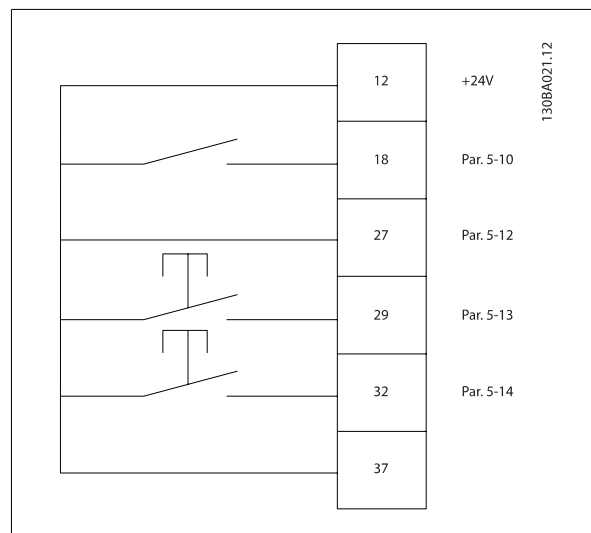 12 +24V
18 Par. 5-10
27 Par. 5-12
29 Par. 5-13
32 Par. 5-14
37
130BA021.12